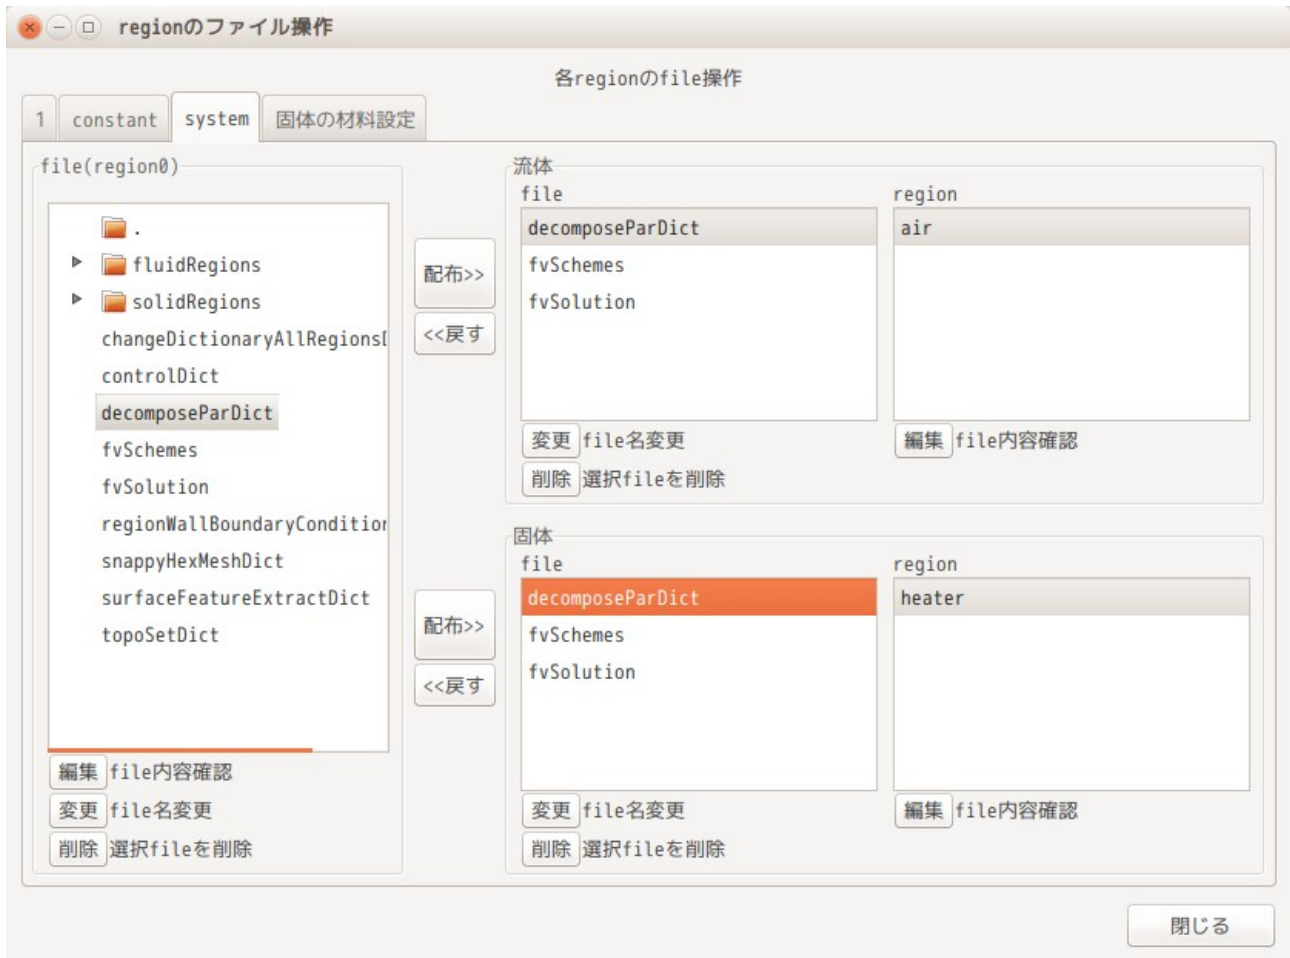 regionのファイル操作
各regionのfile操作
1 constant system 固体の材料設定
file(region0)
.
fluidRegions
solidRegions
changeDictionaryAllRegions
controlDict
decomposeParDict
fvSchemes
fvSolution
regionWallBoundaryCondition
snappyHexMeshDict
surfaceFeatureExtractDict
topoSetDict
編集 file内容確認
変更 file名変更
削除 選択fileを削除
配布>>
<<戻す
配布>>
<<戻す
流体
file region
decomposeParDict air
fvSchemes
fvSolution
変更 file名変更 編集 file内容確認
削除 選択fileを削除
固体
file region
decomposeParDict heater
fvSchemes
fvSolution
変更 file名変更 編集 file内容確認
削除 選択fileを削除
閉じる